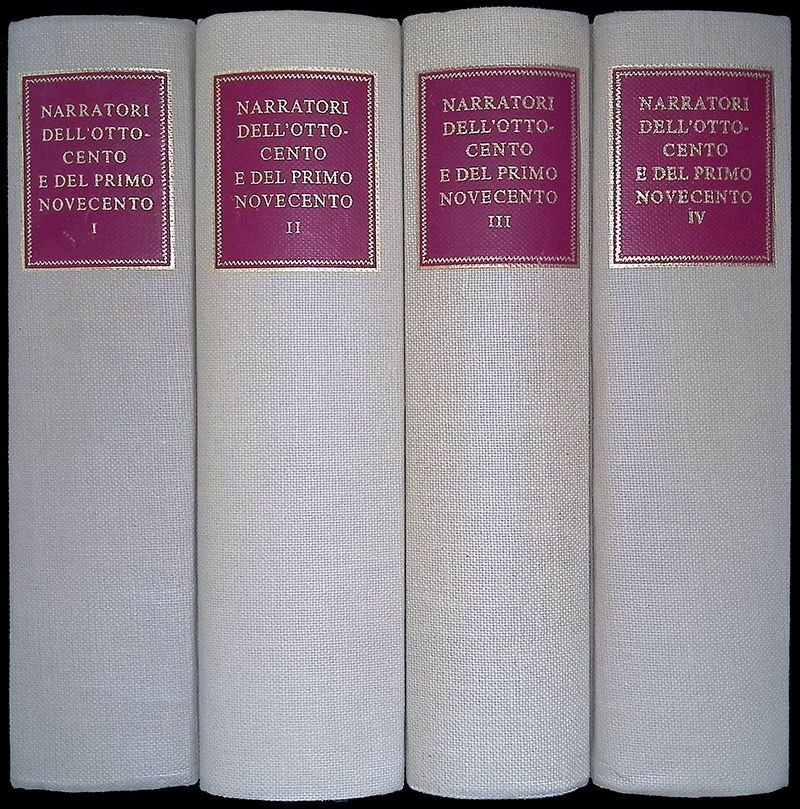 NARRATORI
DELL'OTTO-
CENTO
E DEL PRIMO
NOVECENTO
I
NARRATORI
DELL'OTTO-
CENTO
E DEL PRIMO
NOVECENTO
II
NARRATORI
DELL'OTTO-
CENTO
E DEL PRIMO
NOVECENTO
III
NARRATORI
DELL'OTTO-
CENTO
E DEL PRIMO
NOVECENTO
IV